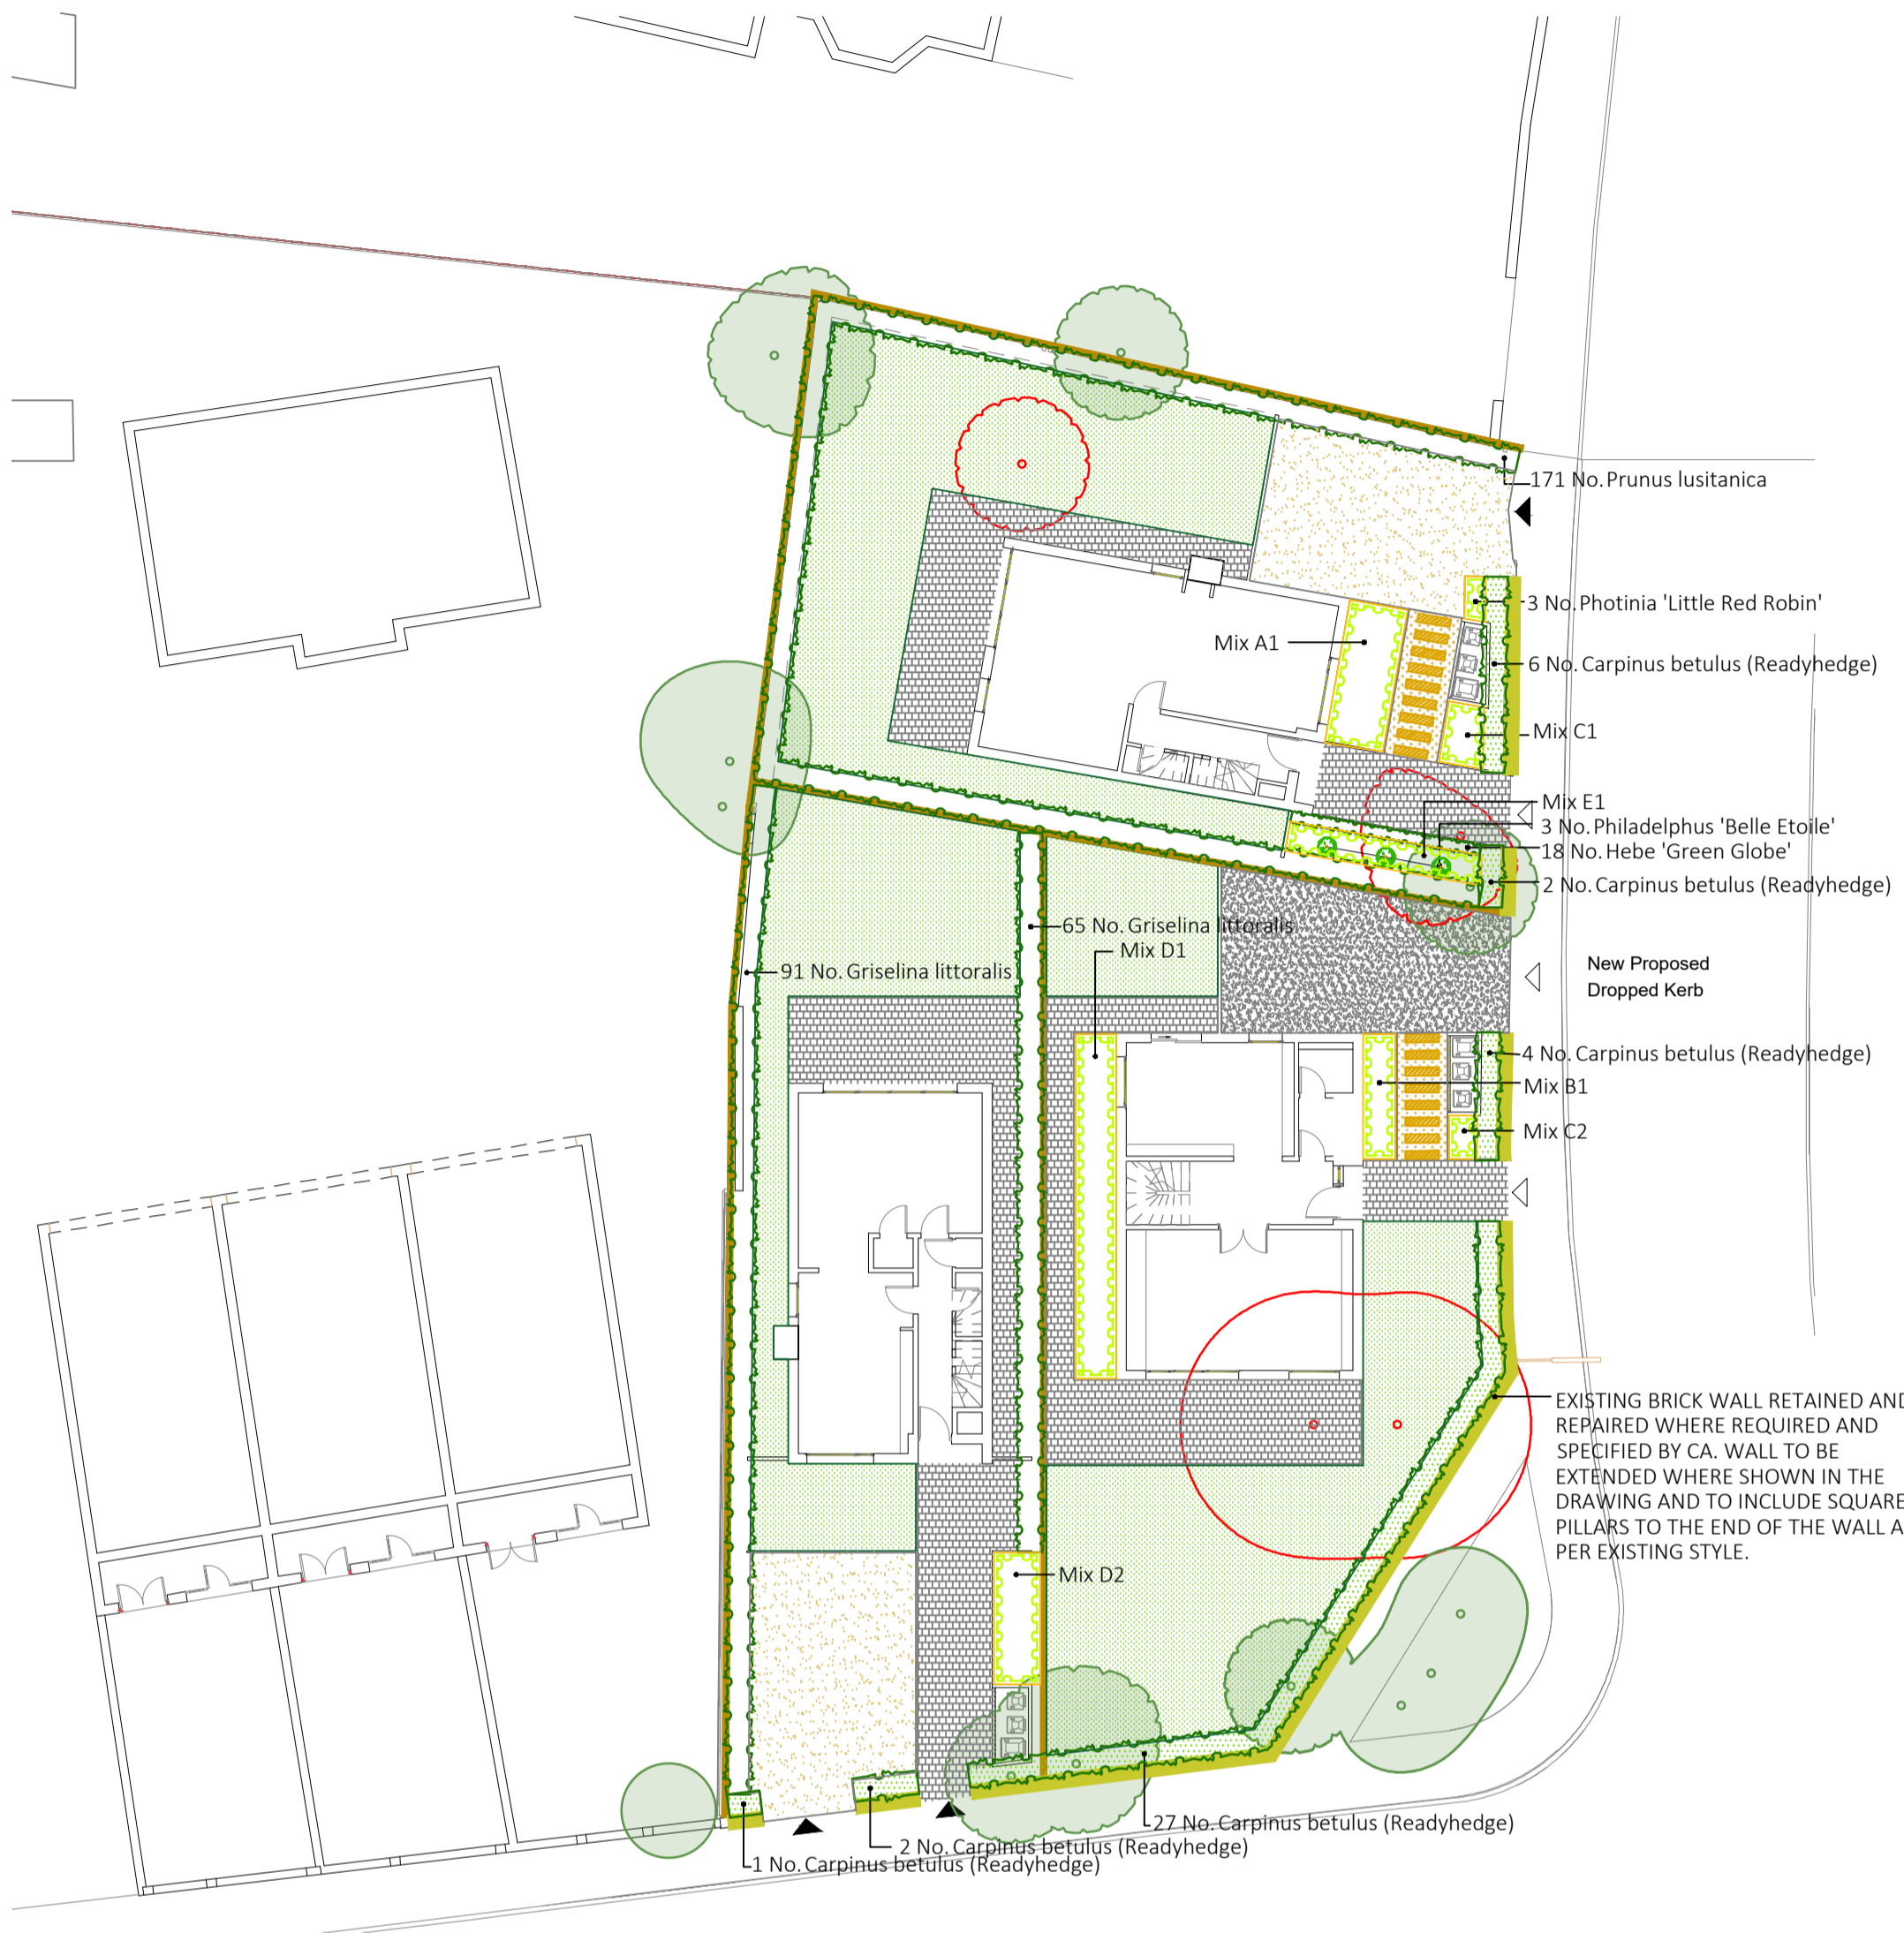 171 No. Prunus lusitanica
3 No. Photinia 'Little Red Robin'
Mix A1
6 No. Carpinus betulus (Readyhedge)
Mix C1
Mix E1
3 No. Philadelphus 'Belle Etoile'
18 No. Hebe 'Green Globe'
2 No. Carpinus betulus (Readyhedge)
65 No. Griselina littoralis
Mix D1
91 No. Griselina littoralis
New Proposed
Dropped Kerb
4 No. Carpinus betulus (Readyhedge)
Mix B1
Mix C2
EXISTING BRICK WALL RETAINED AND
REPAIRED WHERE REQUIRED AND
SPECIFIED BY CA. WALL TO BE
EXTENDED WHERE SHOWN IN THE
DRAWING AND TO INCLUDE SQUARE
PILLARS TO THE END OF THE WALL A
PER EXISTING STYLE.
Mix D2
27 No. Carpinus betulus (Readyhedge)
2 No. Carpinus betulus (Readyhedge)
1 No. Carpinus betulus (Readyhedge)